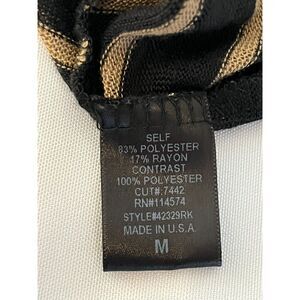 SELF
83% POLYESTER
17% RAYON
CONTRAST
100% POLYESTER
CUT#:7442
RN#114574
STYLE#42329RK
MADE IN U.S.A.
M